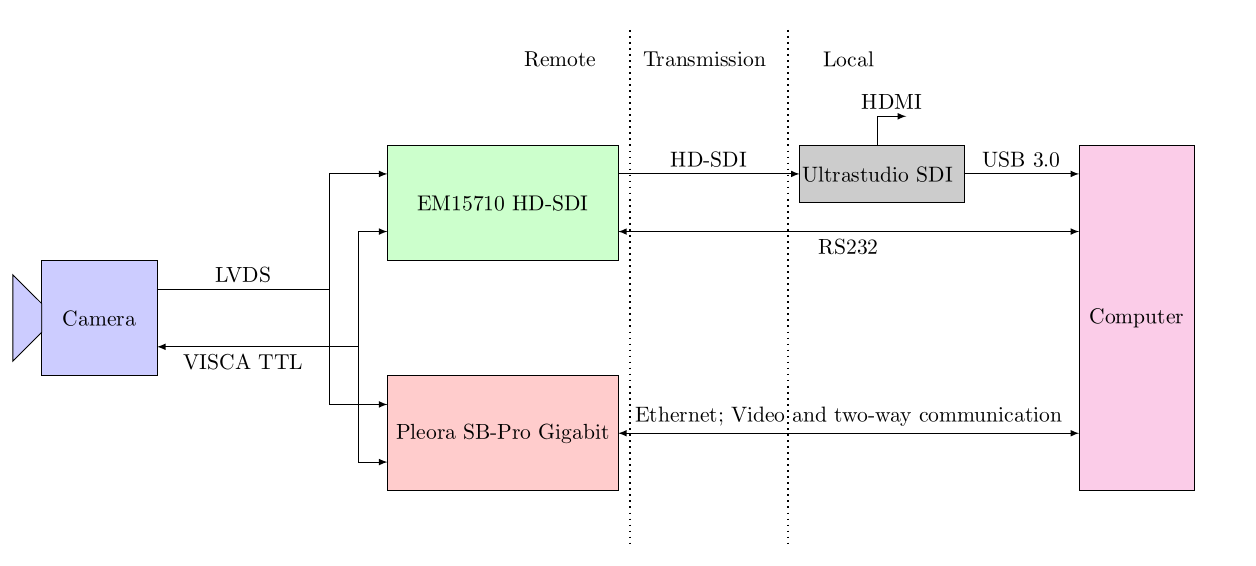 Remote
Transmission
Local
HDMI
HD-SDI
USB 3.0
Ultrastudio SDI
EM15710 HD-SDI
RS232
LVDS
Camera
Computer
VISCA TTL
Ethernet; Video and two-way communication
Pleora SB-Pro Gigabit